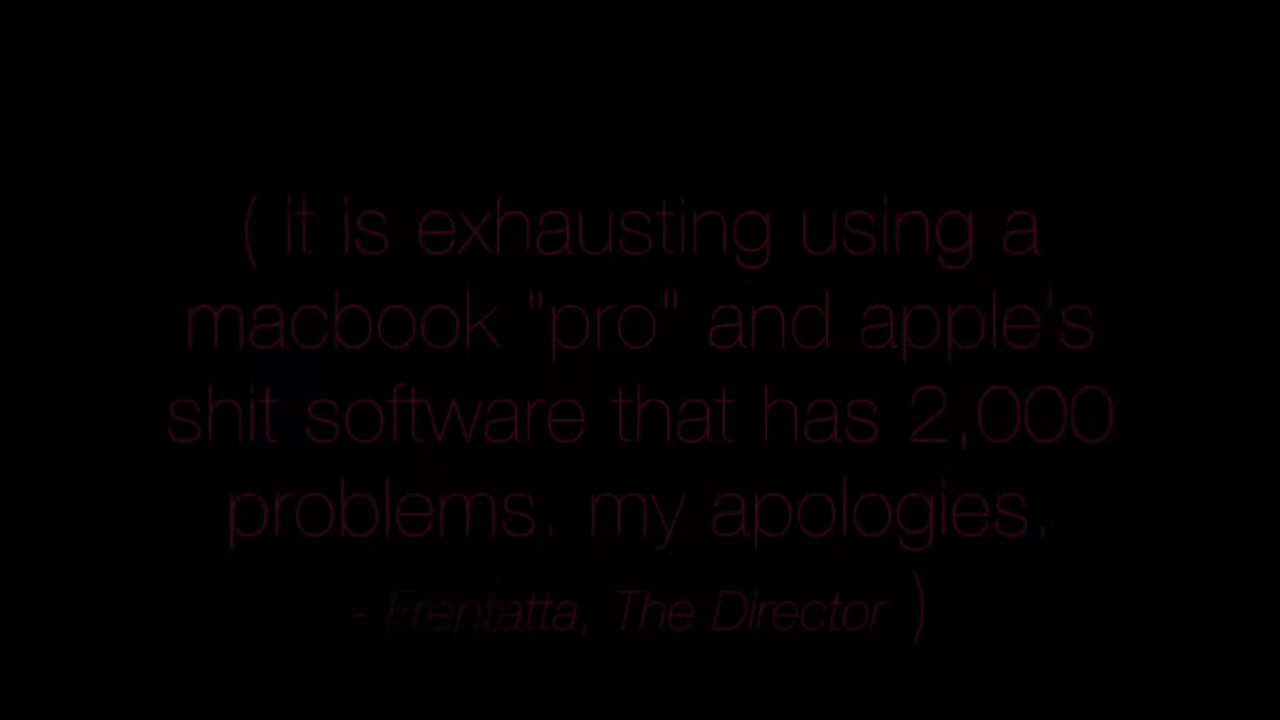 ( it is exhausting using a
macbook "pro" and apple's
shit software that has 2,000
problems. my apologies.
- Frentatta, The Director )